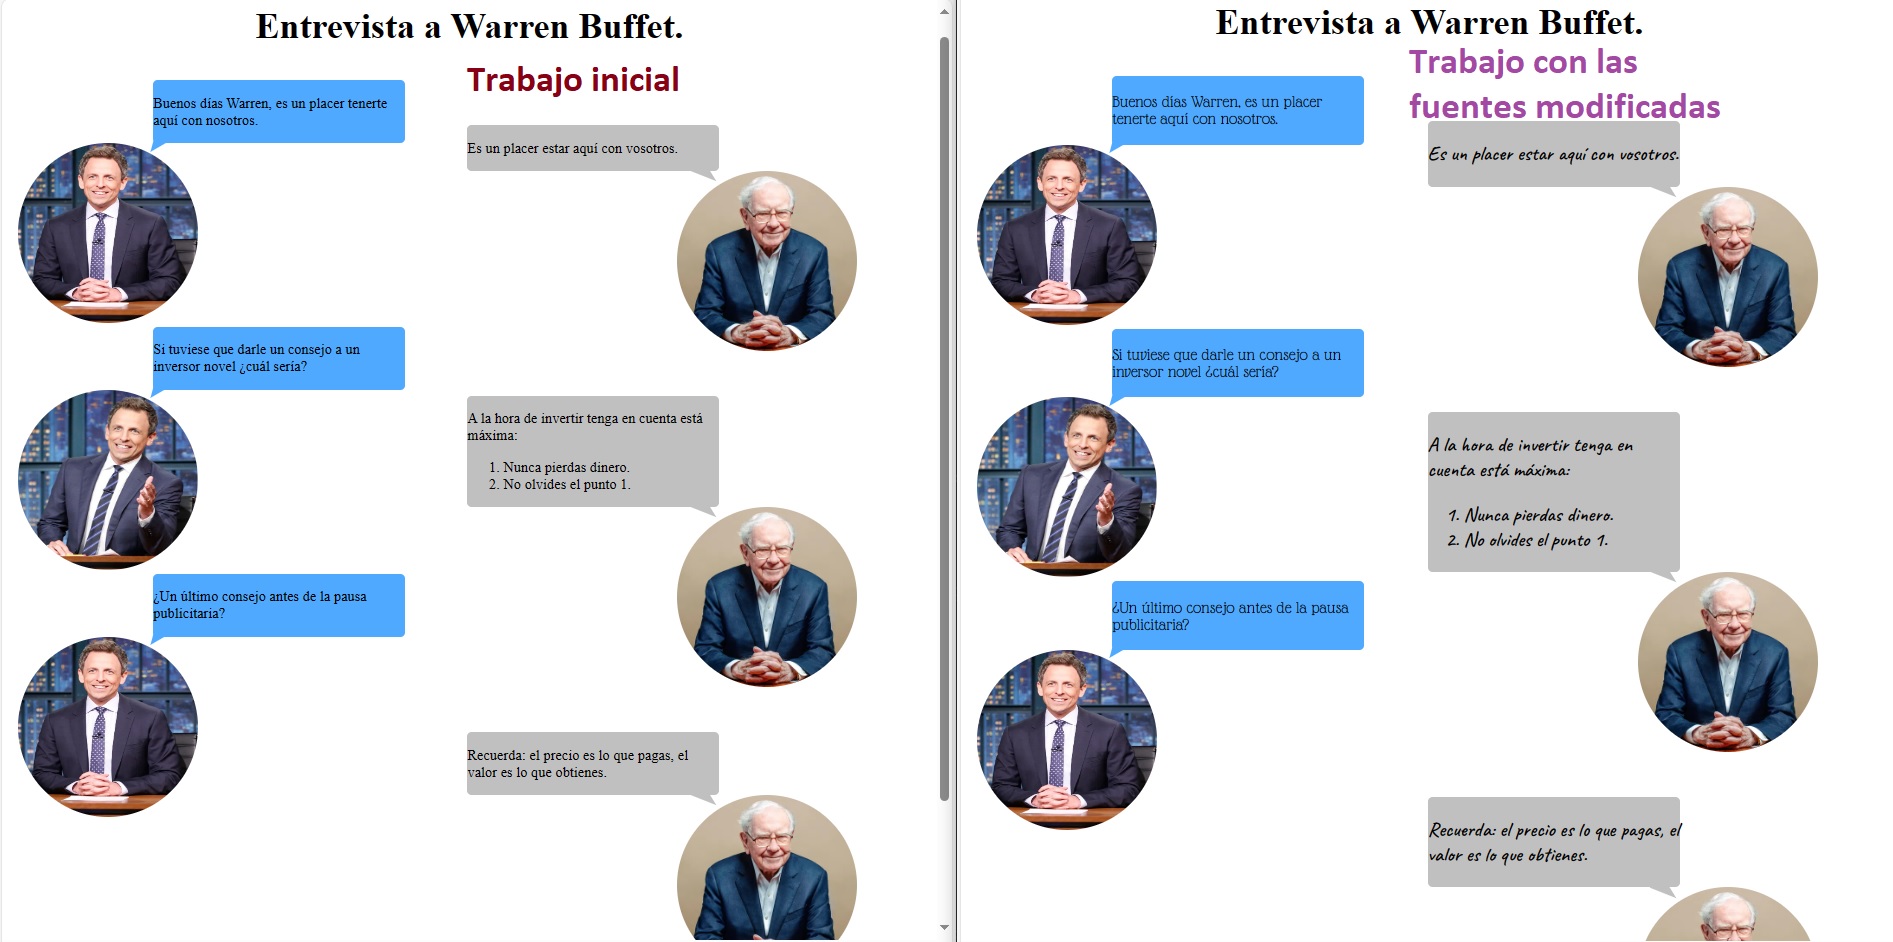 Entrevista a Warren Buffet.
Trabajo inicial
Buenos días Warren, es un placer tenerte
aquí con nosotros.
Es un placer estar aquí con vosotros.
Si tuviese que darle un consejo a un
inversor novel ¿cuál sería?
A la hora de invertir tenga en cuenta está
máxima:
1. Nunca pierdas dinero.
2. No olvides el punto 1.
¿Un último consejo antes de la pausa
publicitaria?
Recuerda: el precio es lo que pagas, el
valor es lo que obtienes.
Entrevista a Warren Buffet.
Trabajo con las
fuentes modificadas
Buenos días Warren, es un placer
tenerte aquí con nosotros.
Es un placer estar aquí con vosotros.
Si tuviese que darle un consejo a un
inversor novel ¿cuál sería?
A la hora de invertir tenga en
cuenta está máxima:
1. Nunca pierdas dinero.
2. No olvides el punto 1.
¿Un último consejo antes de la pausa
publicitaria?
Recuerda: el precio es lo que pagas, el
valor es lo que obtienes.